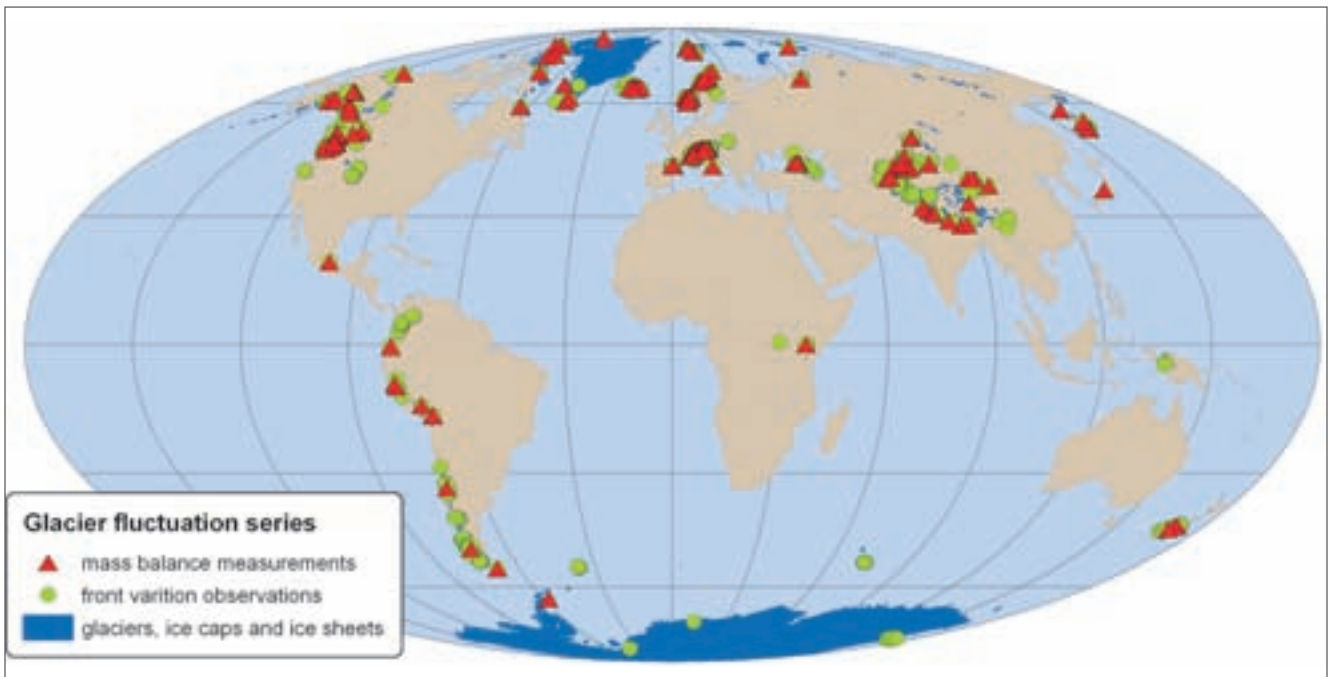 Glacier fluctuation series
mass balance measurements
front varition observations
glaciers, ice caps and ice sheets